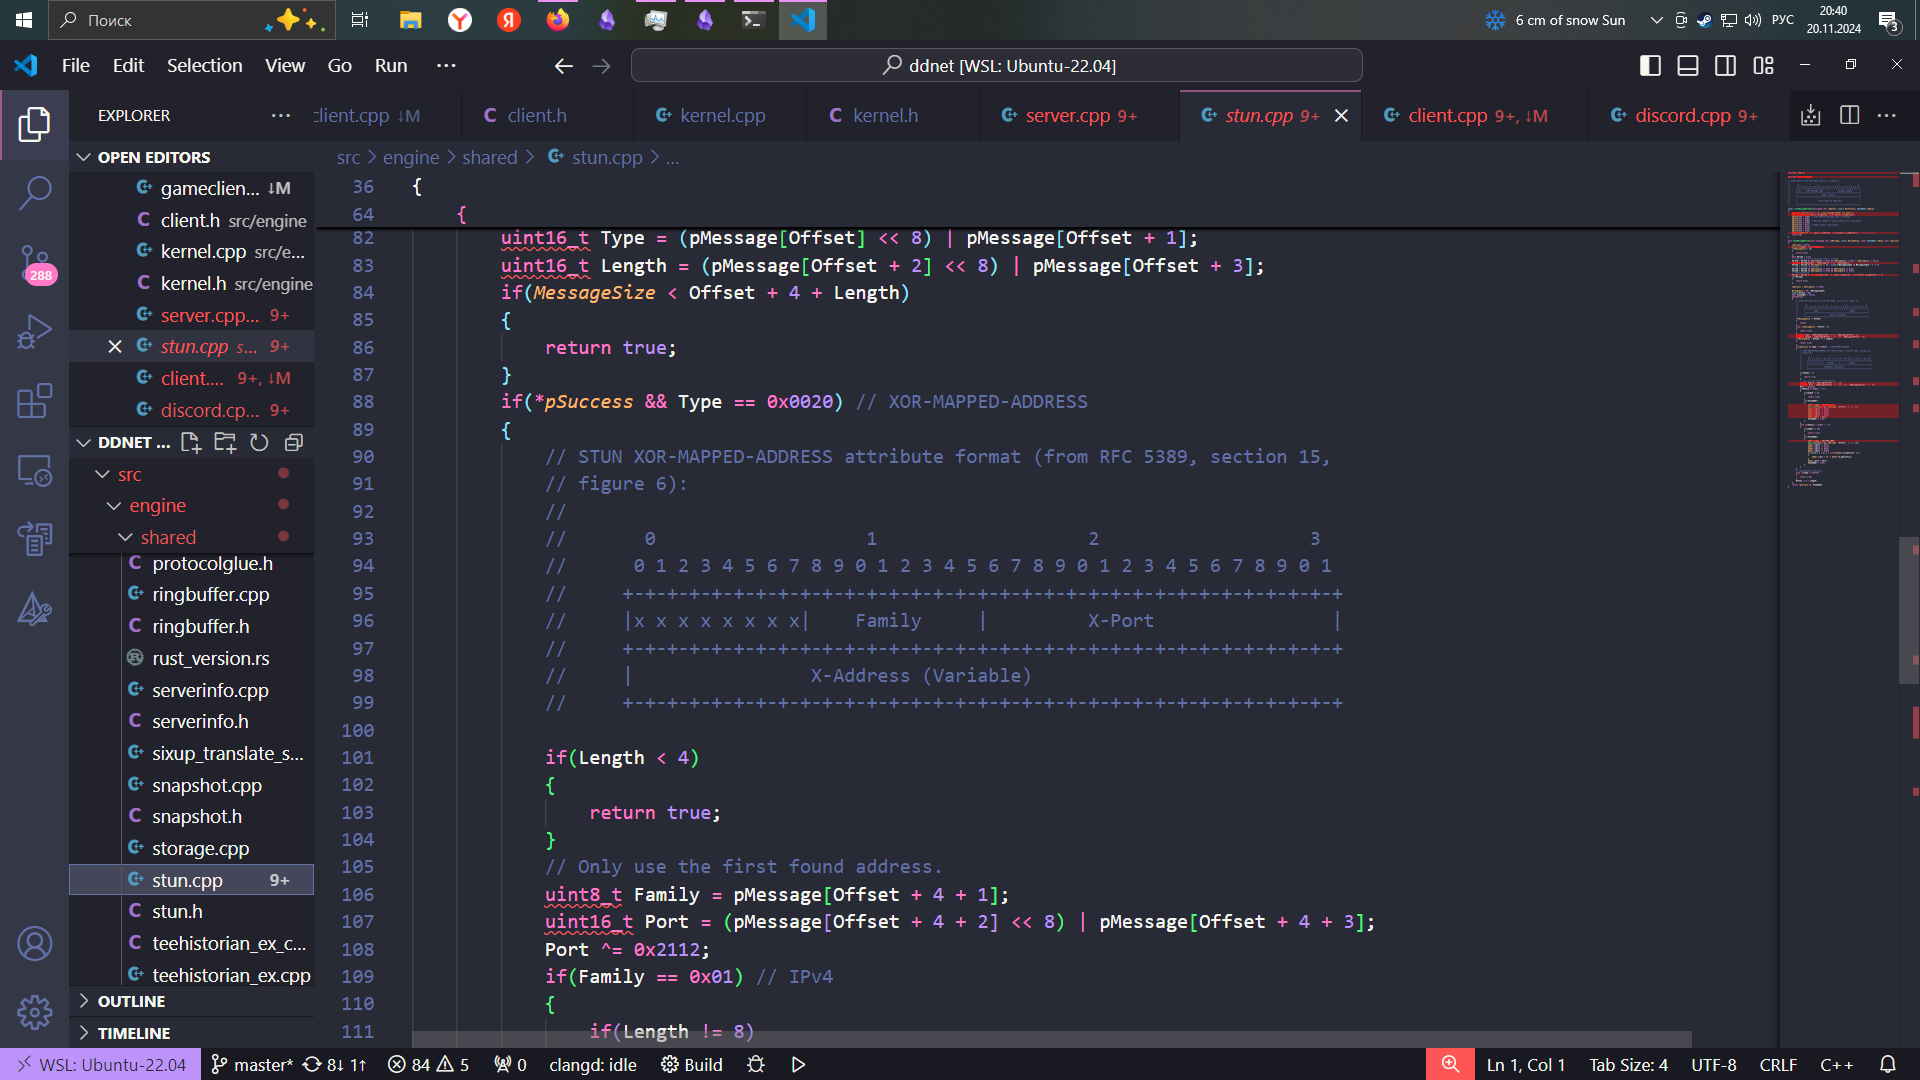 Поиск
6 cm of snow Sun
РУС
20:40
20.11.2024
3
File Edit Selection View Go Run ···
ddnet [WSL: Ubuntu-22.04]
EXPLORER ···
client.cpp ↓M
C client.h
kernel.cpp
C kernel.h
server.cpp 9+
stun.cpp 9+
client.cpp 9+, ↓M
discord.cpp 9+
OPEN EDITORS
gameclien... ↓M
C client.h src/engine
kernel.cpp src/e...
C kernel.h src/engine
server.cpp... 9+
stun.cpp s... 9+
client.... 9+, ↓M
discord.cp... 9+
288
DDNET ...
src
engine
shared
C protocolglue.h
ringbuffer.cpp
C ringbuffer.h
rust_version.rs
serverinfo.cpp
C serverinfo.h
sixup_translate_s...
snapshot.cpp
C snapshot.h
storage.cpp
stun.cpp 9+
C stun.h
C teehistorian_ex_c...
teehistorian_ex.cpp
OUTLINE
TIMELINE
src > engine > shared > stun.cpp > ...
36 {
64 {
82 uint16_t Type = (pMessage[Offset] << 8) | pMessage[Offset + 1];
83 uint16_t Length = (pMessage[Offset + 2] << 8) | pMessage[Offset + 3];
84 if(MessageSize < Offset + 4 + Length)
85 {
86 return true;
87 }
88 if(*pSuccess && Type == 0x0020) // XOR-MAPPED-ADDRESS
89 {
90 // STUN XOR-MAPPED-ADDRESS attribute format (from RFC 5389, section 15,
91 // figure 6):
92 //
93 // 0 1 2 3
94 // 0 1 2 3 4 5 6 7 8 9 0 1 2 3 4 5 6 7 8 9 0 1 2 3 4 5 6 7 8 9 0 1
95 // +-+-+-+-+-+-+-+-+-+-+-+-+-+-+-+-+-+-+-+-+-+-+-+-+-+-+-+-+-+-+-+-+
96 // |x x x x x x x x| Family | X-Port |
97 // +-+-+-+-+-+-+-+-+-+-+-+-+-+-+-+-+-+-+-+-+-+-+-+-+-+-+-+-+-+-+-+-+
98 // | X-Address (Variable)
99 // +-+-+-+-+-+-+-+-+-+-+-+-+-+-+-+-+-+-+-+-+-+-+-+-+-+-+-+-+-+-+-+-+
100
101 if(Length < 4)
102 {
103 return true;
104 }
105 // Only use the first found address.
106 uint8_t Family = pMessage[Offset + 4 + 1];
107 uint16_t Port = (pMessage[Offset + 4 + 2] << 8) | pMessage[Offset + 4 + 3];
108 Port ^= 0x2112;
109 if(Family == 0x01) // IPv4
110 {
111 if(Length != 8)
WSL: Ubuntu-22.04 master* 8↓ 1↑ 84 5 0 clangd: idle Build Ln 1, Col 1 Tab Size: 4 UTF-8 CRLF C++